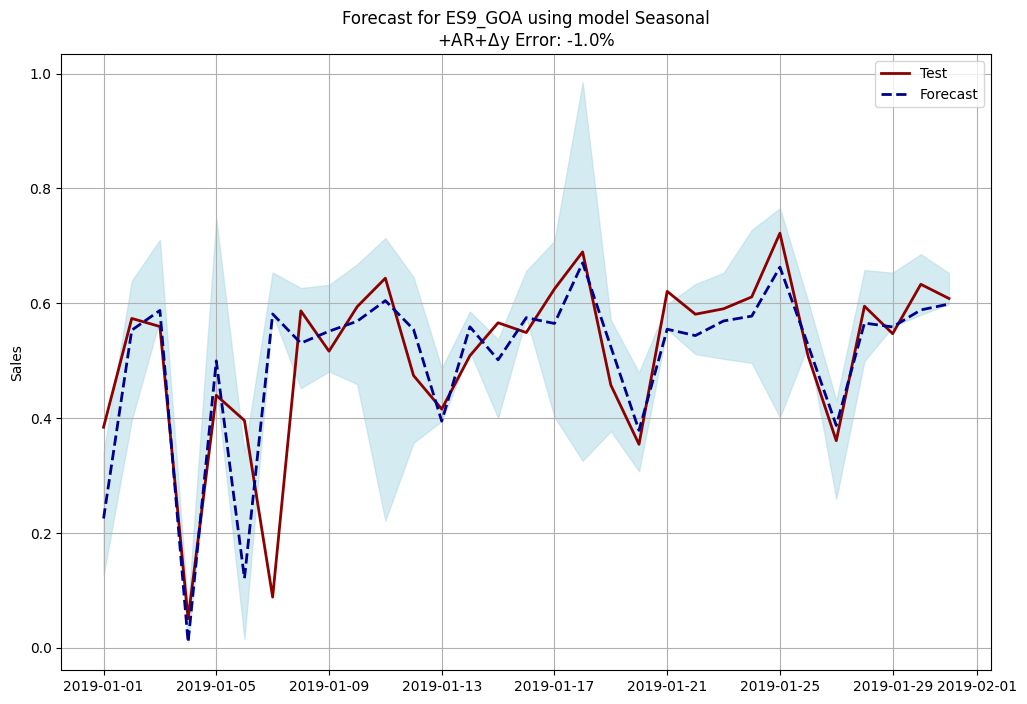 Forecast for ES9_GOA using model Seasonal
+AR+Δy Error: -1.0%
Test
Forecast
Sales
1.0
0.8
0.6
0.4
0.2
0.0
2019-01-01 2019-01-05 2019-01-09 2019-01-13 2019-01-17 2019-01-21 2019-01-25 2019-01-29 2019-02-01